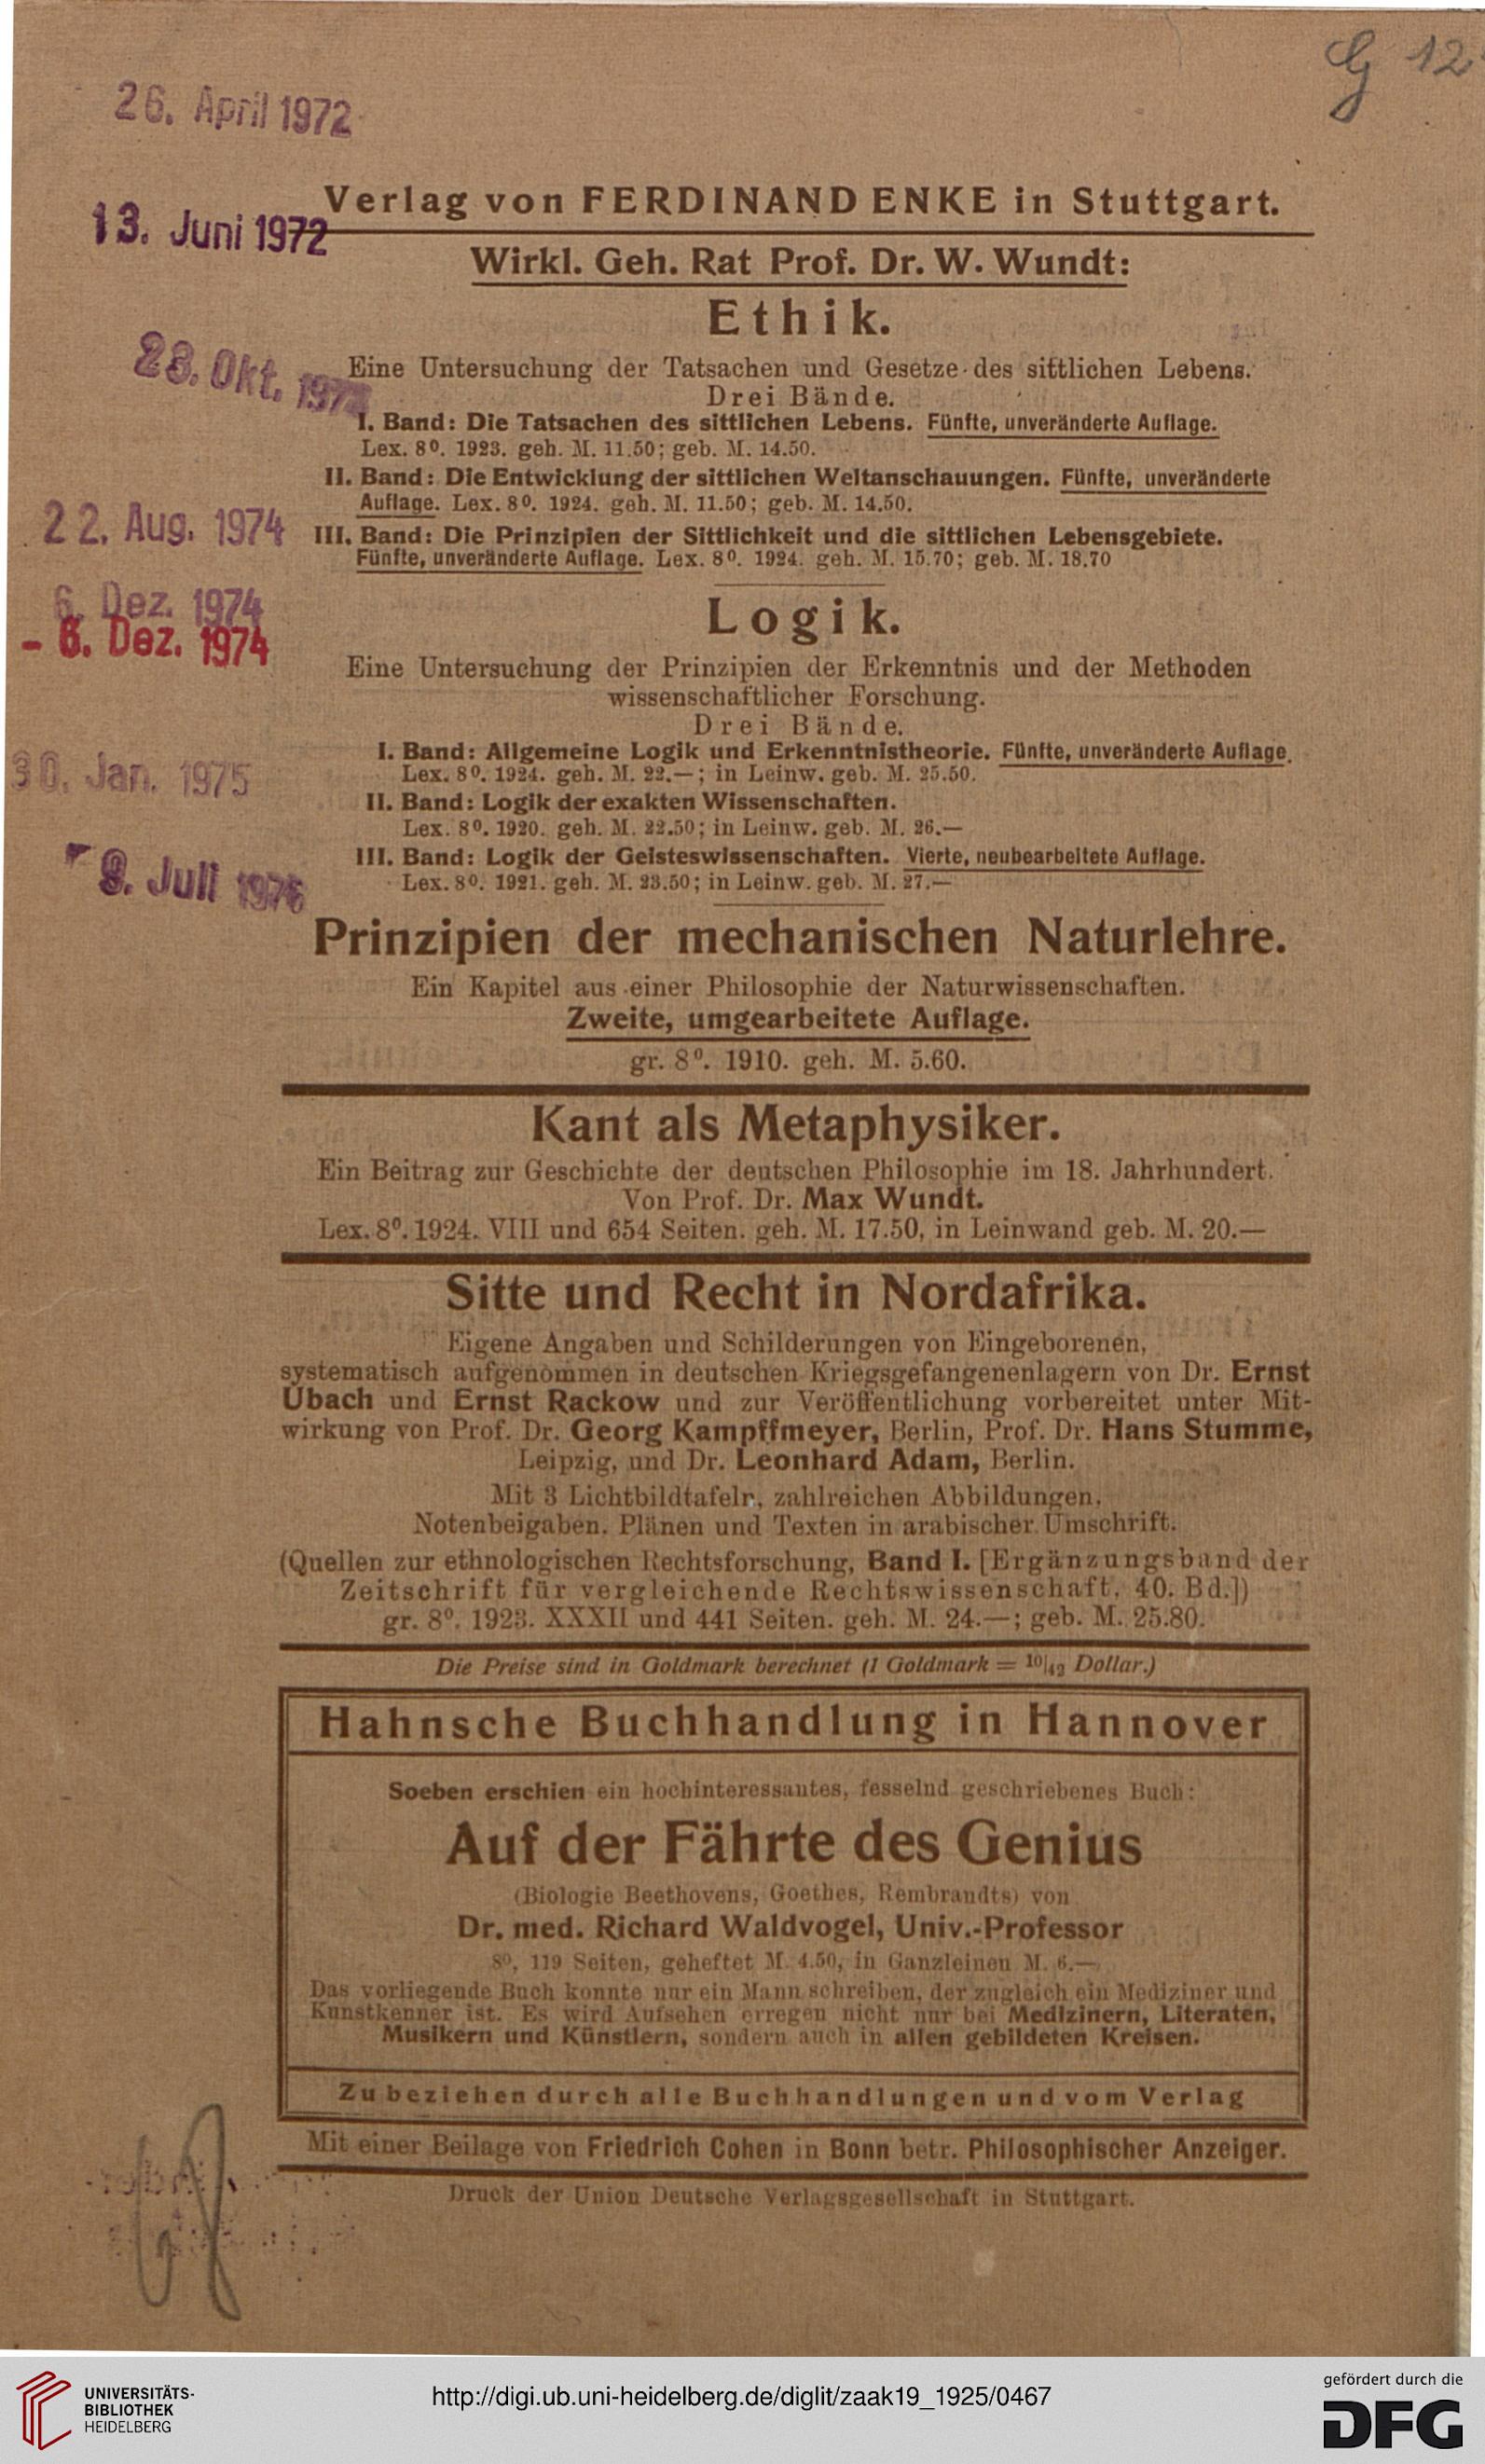 G 12
26. April 1972
Verlag von FERDINAND ENKE in Stuttgart.
13. Juni 1972
Wirkl. Geh. Rat Prof. Dr. W. Wundt:
Ethik.
23. Okt.
Eine Untersuchung der Tatsachen und Gesetze des sittlichen Lebens.
Drei Bände.
I. Band: Die Tatsachen des sittlichen Lebens. Fünfte, unveränderte Auflage.
Lex. 8⁰. 1923. geh. M. 11.50; geb. M. 14.50.
II. Band: Die Entwicklung der sittlichen Weltanschauungen. Fünfte, unveränderte
Auflage. Lex. 8⁰. 1924. geh. M. 11.50; geb. M. 14.50.
22. Aug. 1974
III. Band: Die Prinzipien der Sittlichkeit und die sittlichen Lebensgebiete.
Fünfte, unveränderte Auflage. Lex. 8⁰. 1924. geh. M. 15.70; geb. M. 18.70
6. Dez. 1974
- 6. Dez. 1974
Logik.
Eine Untersuchung der Prinzipien der Erkenntnis und der Methoden
wissenschaftlicher Forschung.
Drei Bände.
I. Band: Allgemeine Logik und Erkenntnistheorie. Fünfte, unveränderte Auflage.
Lex. 8⁰. 1924. geh. M. 22.—; in Leinw. geb. M. 25.50.
30. Jan. 1975
II. Band: Logik der exakten Wissenschaften.
Lex. 8⁰. 1920. geh. M. 22.50; in Leinw. geb. M. 26.—
III. Band: Logik der Geisteswissenschaften. Vierte, neubearbeitete Auflage.
Lex. 8⁰. 1921. geh. M. 23.50; in Leinw. geb. M. 27.—
Juli
Prinzipien der mechanischen Naturlehre.
Ein Kapitel aus einer Philosophie der Naturwissenschaften.
Zweite, umgearbeitete Auflage.
gr. 8⁰. 1910. geh. M. 5.60.
Kant als Metaphysiker.
Ein Beitrag zur Geschichte der deutschen Philosophie im 18. Jahrhundert.
Von Prof. Dr. Max Wundt.
Lex. 8⁰. 1924. VIII und 654 Seiten. geh. M. 17.50, in Leinwand geb. M. 20.—
Sitte und Recht in Nordafrika.
Eigene Angaben und Schilderungen von Eingeborenen,
systematisch aufgenommen in deutschen Kriegsgefangenenlagern von Dr. Ernst
Ubach und Ernst Rackow und zur Veröffentlichung vorbereitet unter Mit-
wirkung von Prof. Dr. Georg Kampffmeyer, Berlin, Prof. Dr. Hans Stumme,
Leipzig, und Dr. Leonhard Adam, Berlin.
Mit 3 Lichtbildtafeln, zahlreichen Abbildungen,
Notenbeigaben, Plänen und Texten in arabischer Umschrift.
(Quellen zur ethnologischen Rechtsforschung, Band I. [Ergänzungsband der
Zeitschrift für vergleichende Rechtswissenschaft. 40. Bd.])
gr. 8⁰. 1923. XXXII und 441 Seiten. geh. M. 24.—; geb. M. 25.80.
Die Preise sind in Goldmark berechnet (1 Goldmark = 10/42 Dollar.)
Hahnsche Buchhandlung in Hannover
Soeben erschien ein hochinteressantes, fesselnd geschriebenes Buch:
Auf der Fährte des Genius
(Biologie Beethovens, Goethes, Rembrandts) von
Dr. med. Richard Waldvogel, Univ.-Professor
8⁰, 119 Seiten, geheftet M. 4.50, in Ganzleinen M. 6.—
Das vorliegende Buch konnte nur ein Mann schreiben, der zugleich ein Mediziner und
Kunstkenner ist. Es wird Aufsehen erregen nicht nur bei Medizinern, Literaten,
Musikern und Künstlern, sondern auch in allen gebildeten Kreisen.
Zu beziehen durch alle Buchhandlungen und vom Verlag
Mit einer Beilage von Friedrich Cohen in Bonn betr. Philosophischer Anzeiger.
Druck der Union Deutsche Verlagsgesellschaft in Stuttgart.
UNIVERSITÄTS-
BIBLIOTHEK
HEIDELBERG
http://digi.ub.uni-heidelberg.de/diglit/zaak19_1925/0467
gefördert durch die
DFG